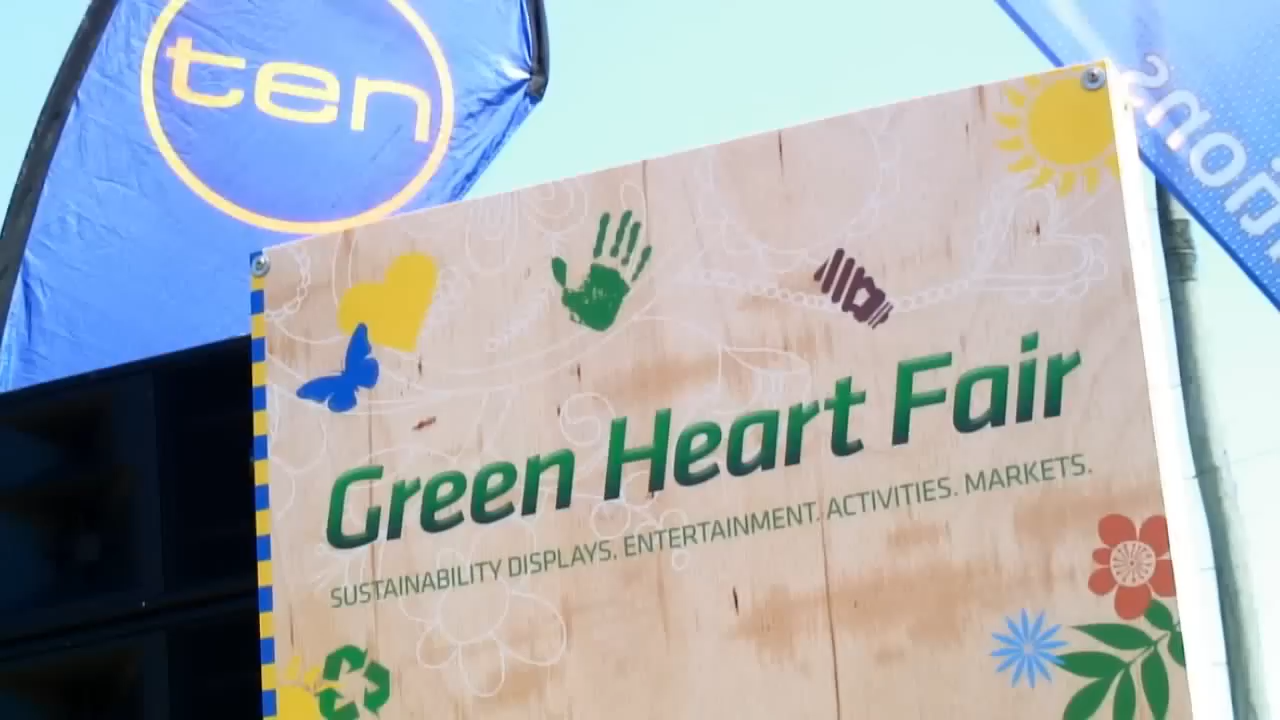 ten
Green Heart Fair
SUSTAINABILITY DISPLAYS. ENTERTAINMENT. ACTIVITIES. MARKETS.